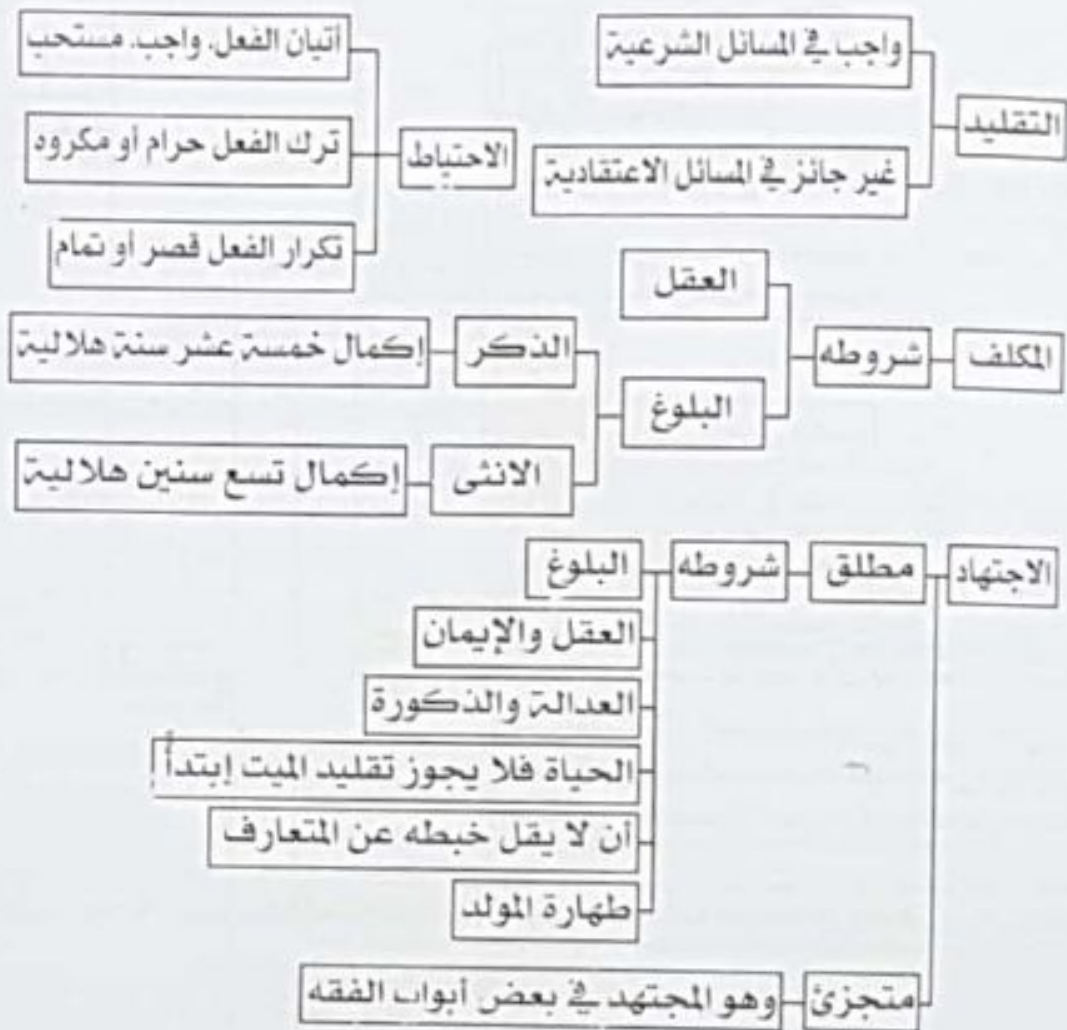 التقليد
واجب في المسائل الشرعية
غير جائز في المسائل الاعتقادية
الاحتياط
أتيان الفعل. واجب. مستحب
ترك الفعل حرام أو مكروه
تكرار الفعل قصر أو تمام
المكلف
شروطه
العقل
البلوغ
الذكر
إكمال خمسة عشر سنة هلالية
الانثى
إكمال تسع سنين هلالية
الاجتهاد
مطلق
شروطه
البلوغ
العقل والإيمان
العدالة والذكورة
الحياة فلا يجوز تقليد الميت إبتدأً
أن لا يقل خبطه عن المتعارف
طهارة المولد
متجزئ
وهو المجتهد في بعض أبواب الفقه